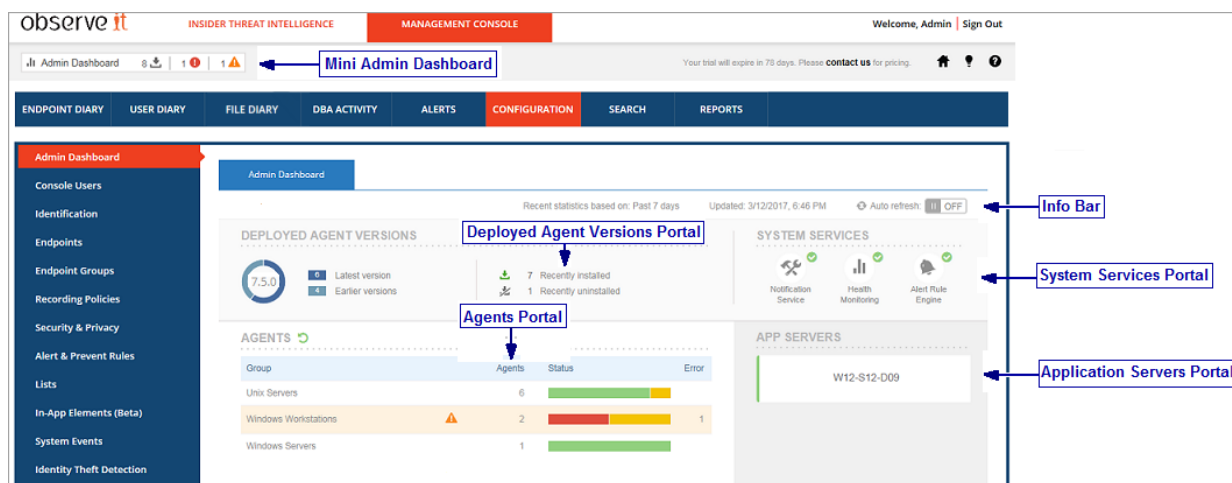 observe it
INSIDER THREAT INTELLIGENCE
MANAGEMENT CONSOLE
Welcome, Admin | Sign Out
Admin Dashboard 8 1 1
Mini Admin Dashboard
Your trial will expire in 70 days. Please contact us for pricing.
ENDPOINT DIARY
USER DIARY
FILE DIARY
DBA ACTIVITY
ALERTS
CONFIGURATION
SEARCH
REPORTS
Admin Dashboard
Console Users
Identification
Endpoints
Endpoint Groups
Recording Policies
Security & Privacy
Alert & Prevent Rules
Lists
In-App Elements (Beta)
System Events
Identity Theft Detection
Admin Dashboard
Recent statistics based on: Past 7 days
Updated: 3/12/2017, 6:46 PM
Auto refresh: OFF
Info Bar
DEPLOYED AGENT VERSIONS
Deployed Agent Versions Portal
7.5.0
6 Latest version
4 Earlier versions
7 Recently installed
1 Recently uninstalled
SYSTEM SERVICES
Notification Service
Health Monitoring
Alert Rule Engine
System Services Portal
Agents Portal
AGENTS
Group Agents Status Error
Unix Servers 6
Windows Workstations 2 1
Windows Servers 1
APP SERVERS
W12-S12-D09
Application Servers Portal